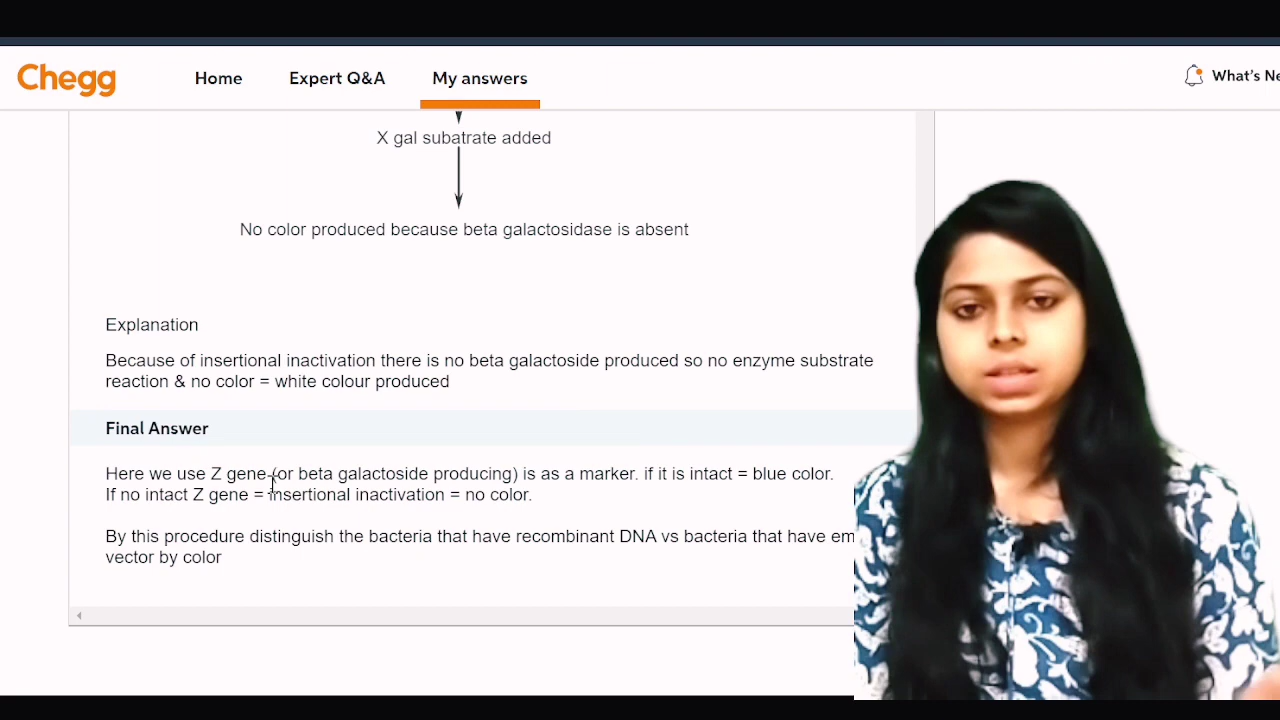 Chegg
Home
Expert Q&A
My answers
What's Ne
X gal subatrate added
No color produced because beta galactosidase is absent
Explanation
Because of insertional inactivation there is no beta galactoside produced so no enzyme substrate
reaction & no color = white colour produced
Final Answer
Here we use Z gene (or beta galactoside producing) is as a marker. if it is intact = blue color.
If no intact Z gene = insertional inactivation = no color.
By this procedure distinguish the bacteria that have recombinant DNA vs bacteria that have em
vector by color